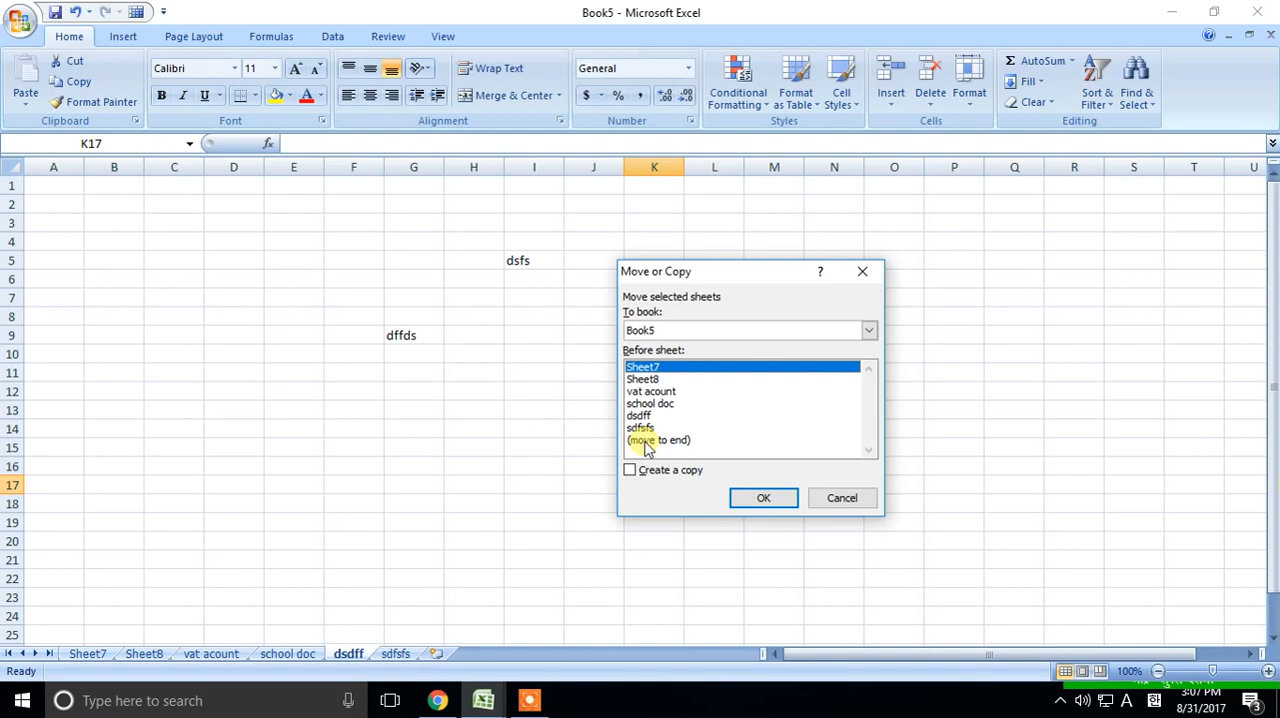 Book5 - Microsoft Excel
Home Insert Page Layout Formulas Data Review View
Cut
Copy
Format Painter
Paste
Clipboard
Calibri 11
B I U
Font
Wrap Text
Merge & Center
Alignment
General
$ % ,
Number
Conditional Formatting
Format as Table
Cell Styles
Styles
Insert
Delete
Format
Cells
AutoSum
Fill
Clear
Sort & Filter
Find & Select
Editing
K17 fx
A B C D E F G H I J K L M N O P Q R S T U
1
2
3
4
5 dsfs
6
7
8
9 dffds
10
11
12
13
14
15
16
17
18
19
20
21
22
23
24
25
Move or Copy ?
Move selected sheets
To book:
Book5
Before sheet:
Sheet7
Sheet8
vat acount
school doc
dsdff
sdfsfs
(move to end)
Create a copy
OK Cancel
Sheet7 Sheet8 vat acount school doc dsdff sdfsfs
Ready 100%
Type here to search
A
3:07 PM
8/31/2017
3